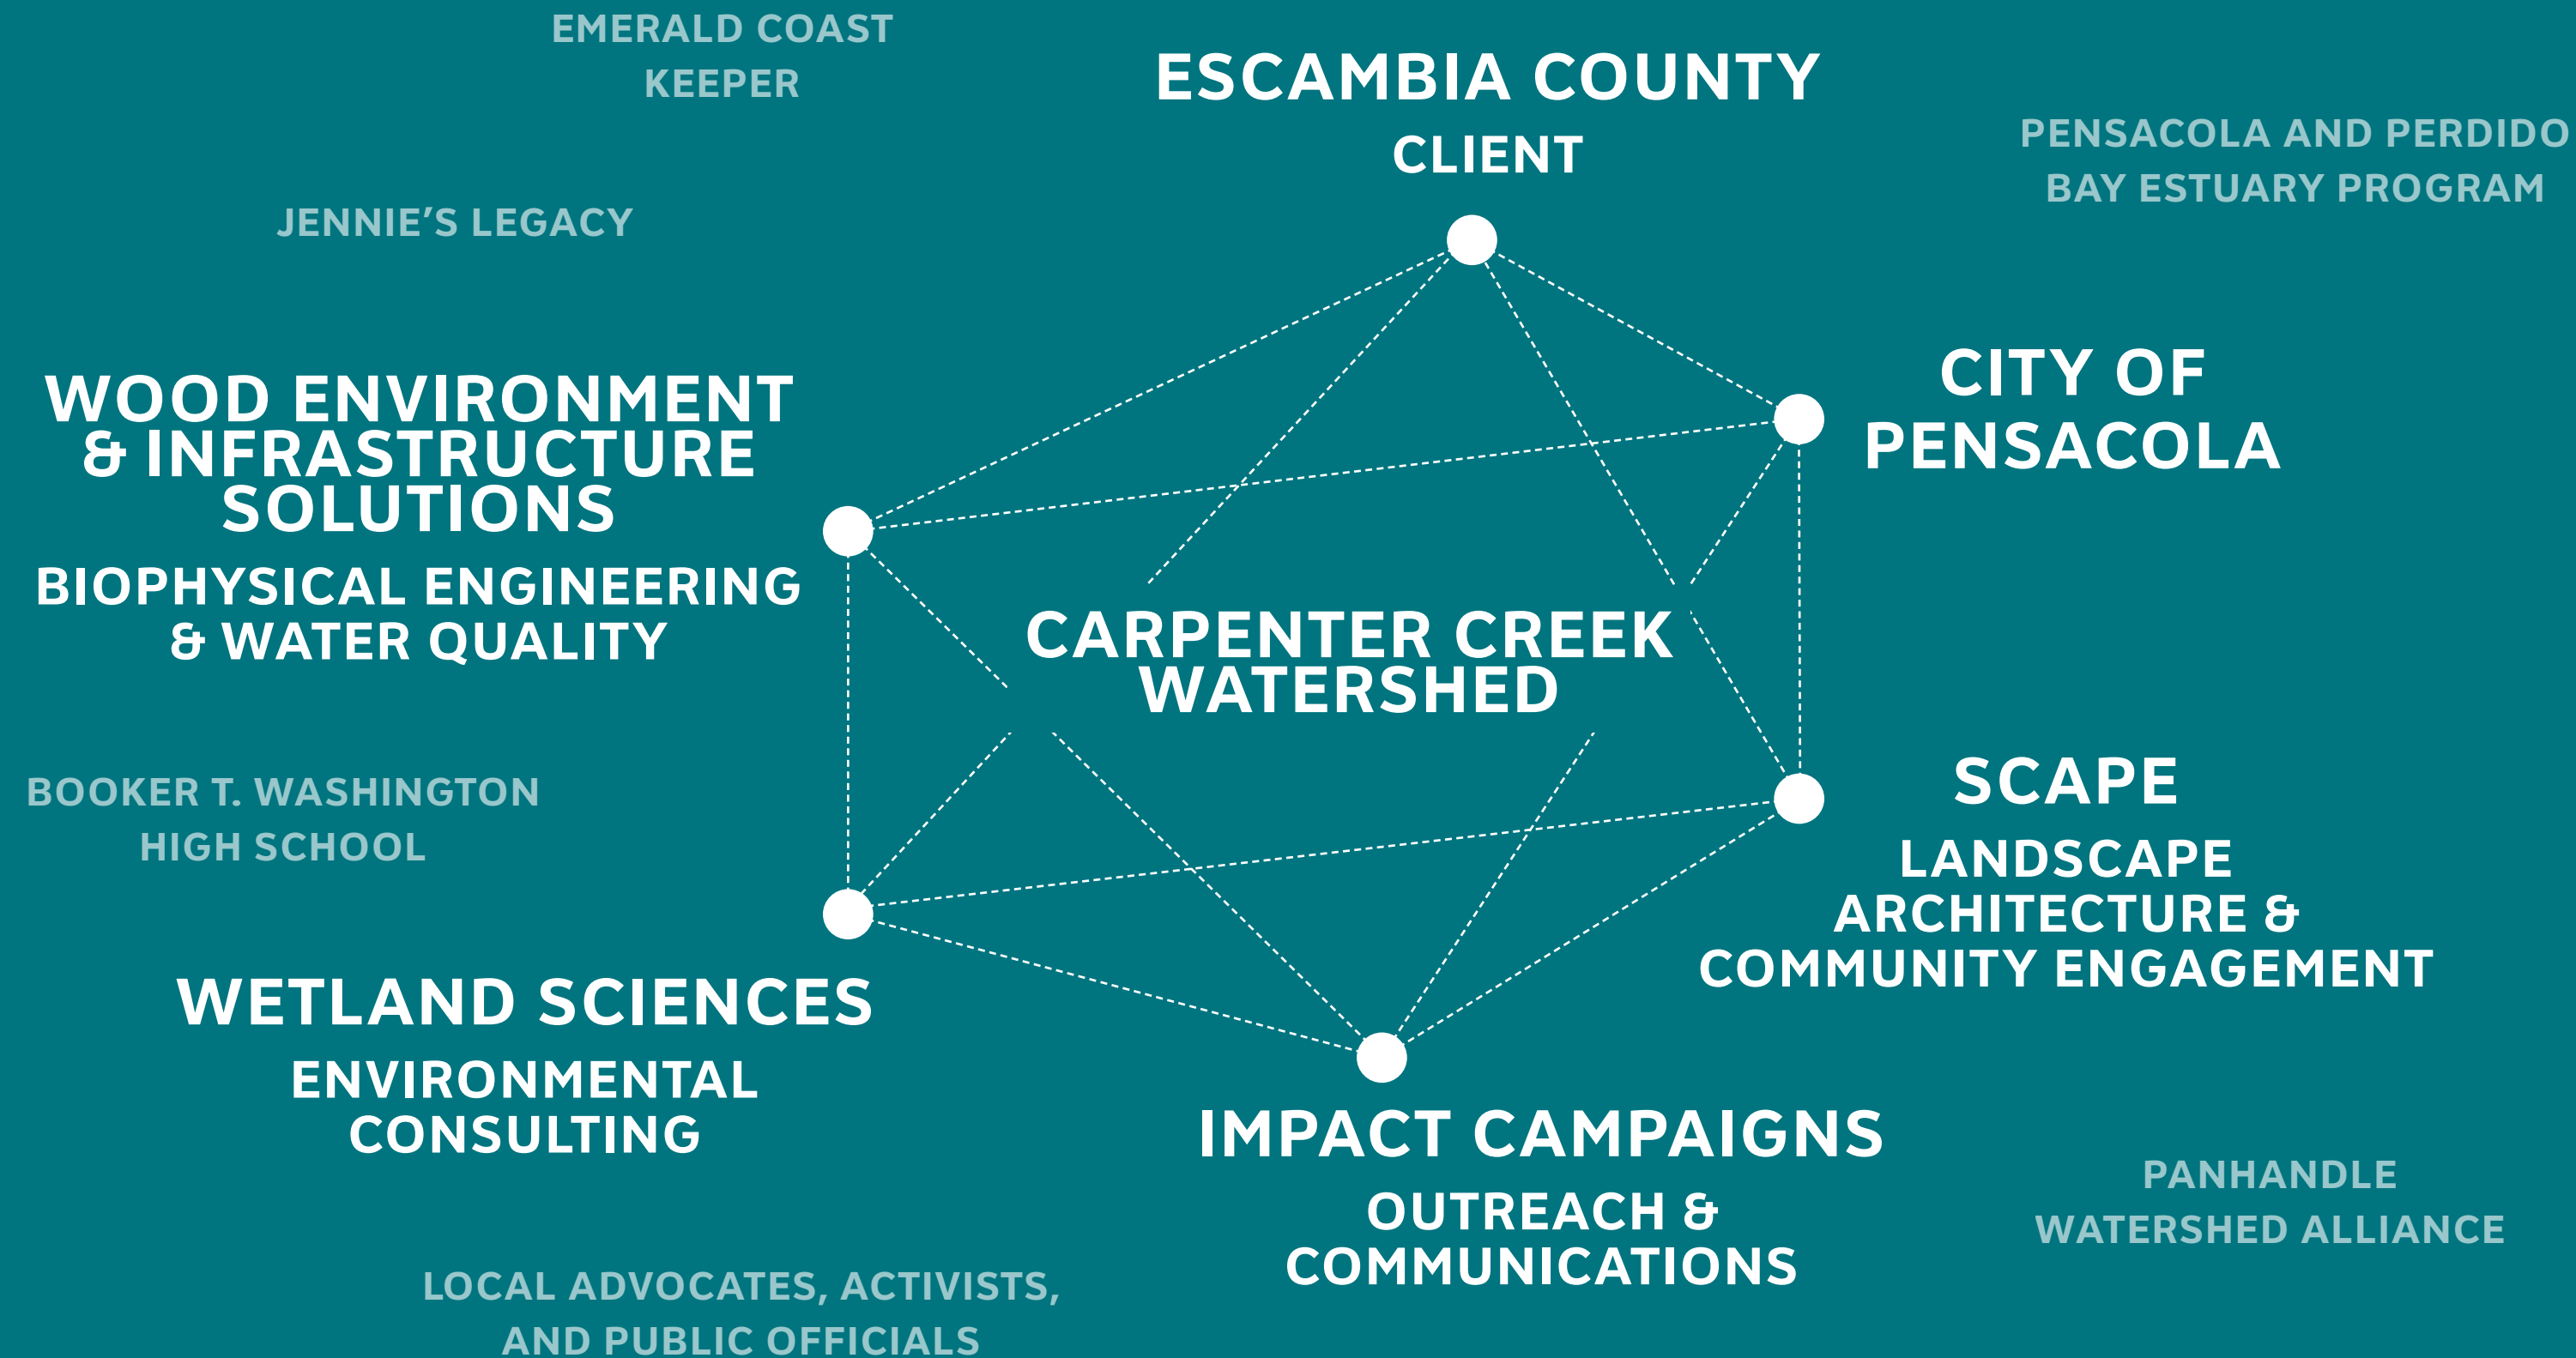 EMERALD COAST
KEEPER
ESCAMBIA COUNTY
CLIENT
PENSACOLA AND PERDIDO
BAY ESTUARY PROGRAM
JENNIE’S LEGACY
WOOD ENVIRONMENT
& INFRASTRUCTURE
SOLUTIONS
BIOPHYSICAL ENGINEERING
& WATER QUALITY
CITY OF
PENSACOLA
CARPENTER CREEK
WATERSHED
BOOKER T. WASHINGTON
HIGH SCHOOL
SCAPE
LANDSCAPE
ARCHITECTURE &
COMMUNITY ENGAGEMENT
WETLAND SCIENCES
ENVIRONMENTAL
CONSULTING
IMPACT CAMPAIGNS
OUTREACH &
COMMUNICATIONS
PANHANDLE
WATERSHED ALLIANCE
LOCAL ADVOCATES, ACTIVISTS,
AND PUBLIC OFFICIALS